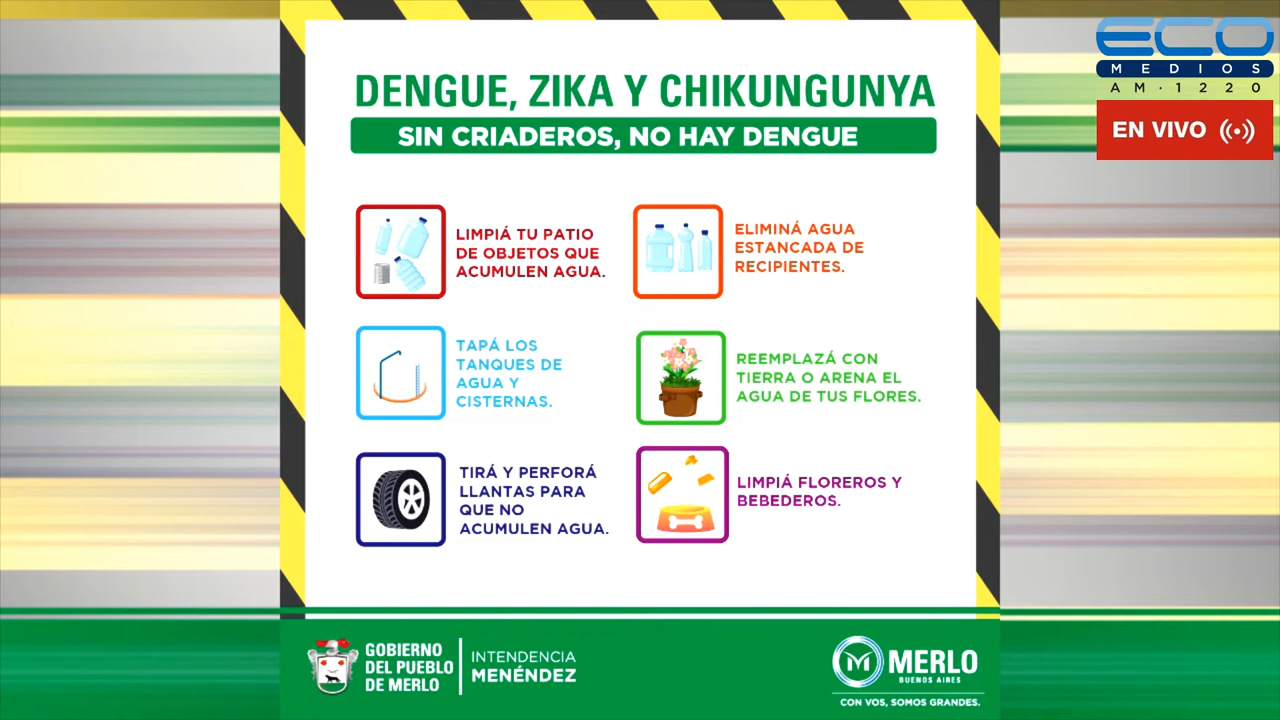 ECO
MEDIOS
AM·1220
EN VIVO
DENGUE, ZIKA Y CHIKUNGUNYA
SIN CRIADEROS, NO HAY DENGUE
LIMPIÁ TU PATIO
DE OBJETOS QUE
ACUMULEN AGUA.
ELIMINÁ AGUA
ESTANCADA DE
RECIPIENTES.
TAPÁ LOS
TANQUES DE
AGUA Y
CISTERNAS.
REEMPLAZÁ CON
TIERRA O ARENA EL
AGUA DE TUS FLORES.
TIRÁ Y PERFORÁ
LLANTAS PARA
QUE NO
ACUMULEN AGUA.
LIMPIÁ FLOREROS Y
BEBEDEROS.
GOBIERNO
DEL PUEBLO
DE MERLO
INTENDENCIA
MENÉNDEZ
MERLO
BUENOS AIRES
CON VOS, SOMOS GRANDES.